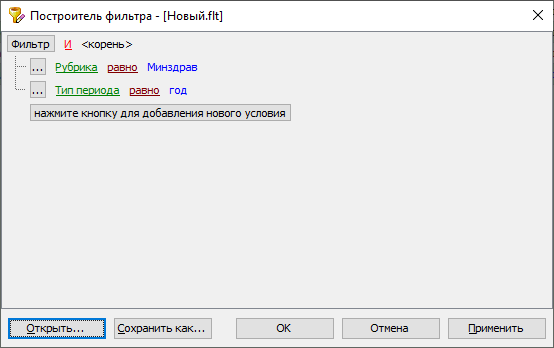 Построитель фильтра - [Новый.flt]
Фильтр И <корень>
... Рубрика равно Минздрав
... Тип периода равно год
нажмите кнопку для добавления нового условия
Открыть... Сохранить как... OK Отмена Применить